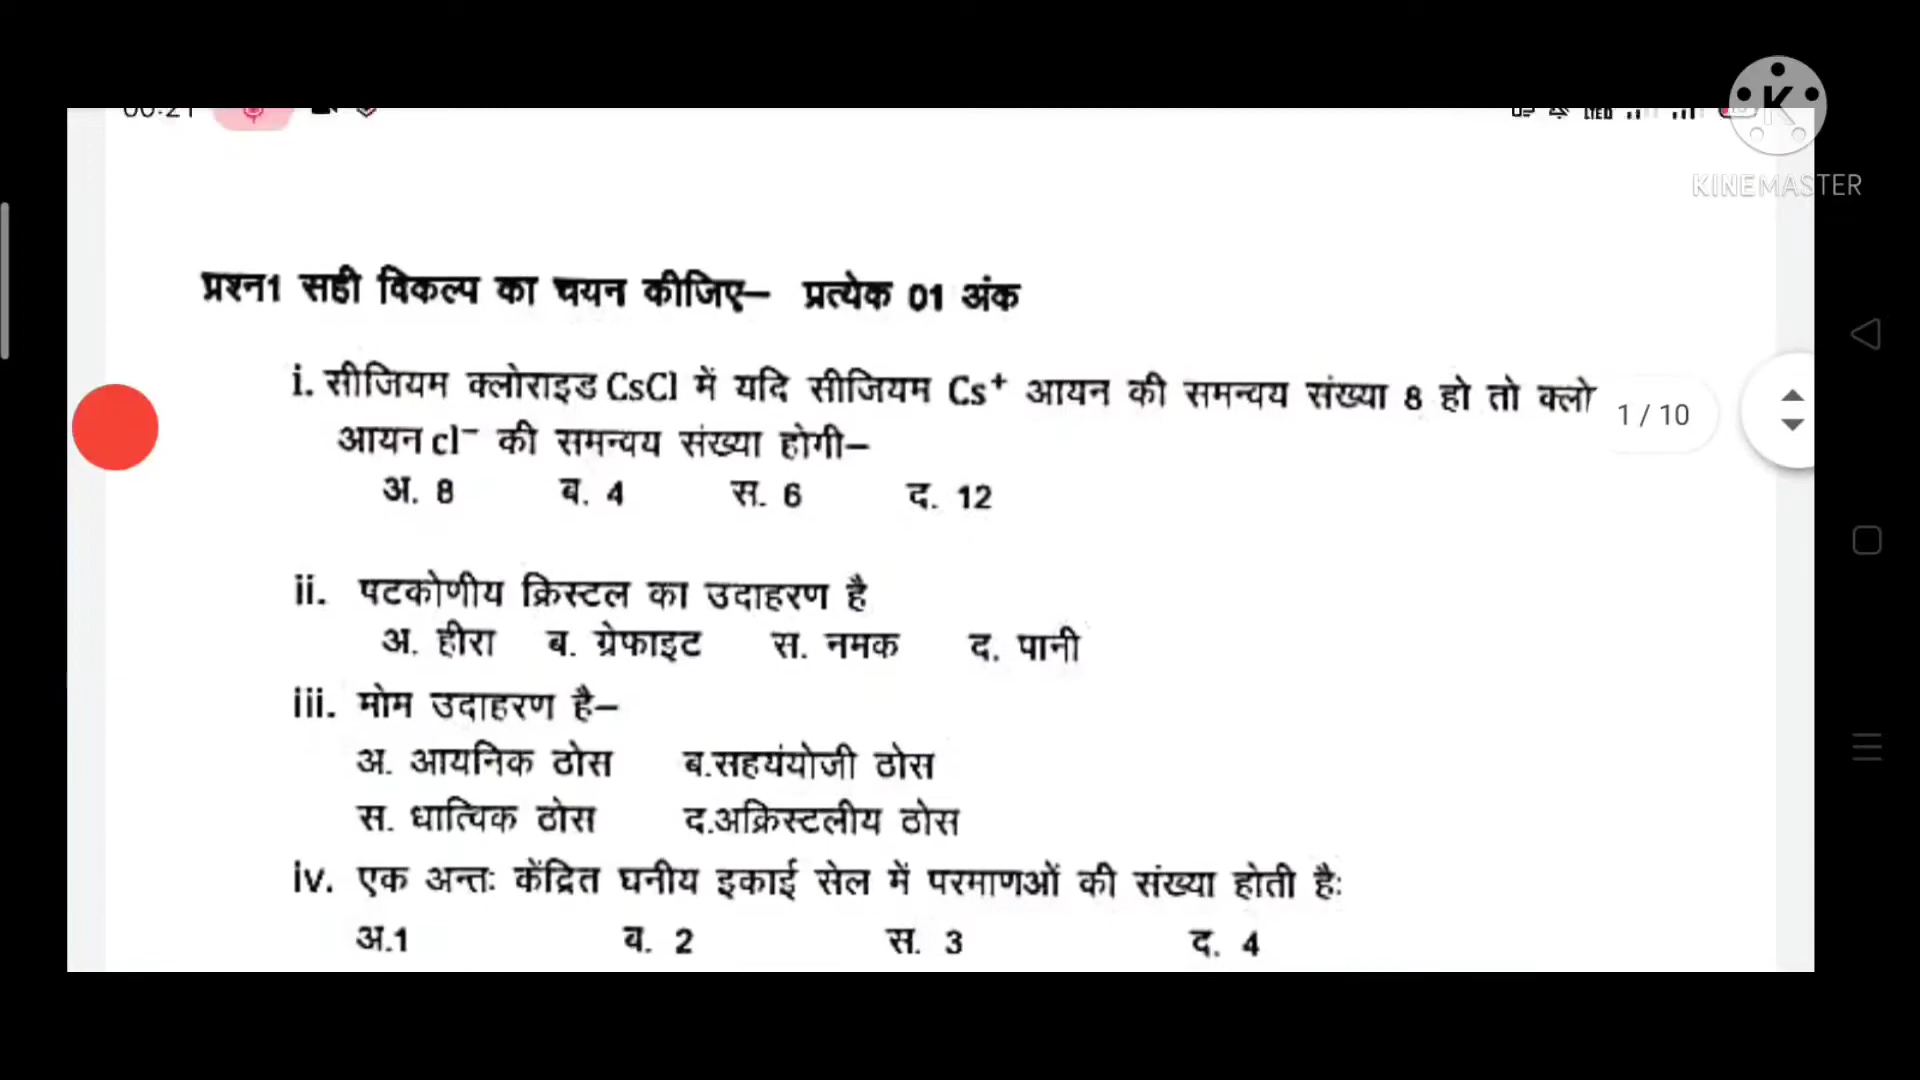 KINEMASTER
प्रश्न1 सही विकल्प का चयन कीजिए– प्रत्येक 01 अंक
i. सीजियम क्लोराइड CsCl में यदि सीजियम Cs⁺ आयन की समन्वय संख्या 8 हो तो क्लो
1 / 10
आयन cl⁻ की समन्वय संख्या होगी–
अ. 8 ब. 4 स. 6 द. 12
ii. षटकोणीय क्रिस्टल का उदाहरण है
अ. हीरा ब. ग्रेफाइट स. नमक द. पानी
iii. मोम उदाहरण है–
अ. आयनिक ठोस ब.सहयंयोजी ठोस
स. धात्विक ठोस द.अक्रिस्टलीय ठोस
iv. एक अन्तः केंद्रित घनीय इकाई सेल में परमाणओं की संख्या होती है:
अ.1 ब. 2 स. 3 द. 4